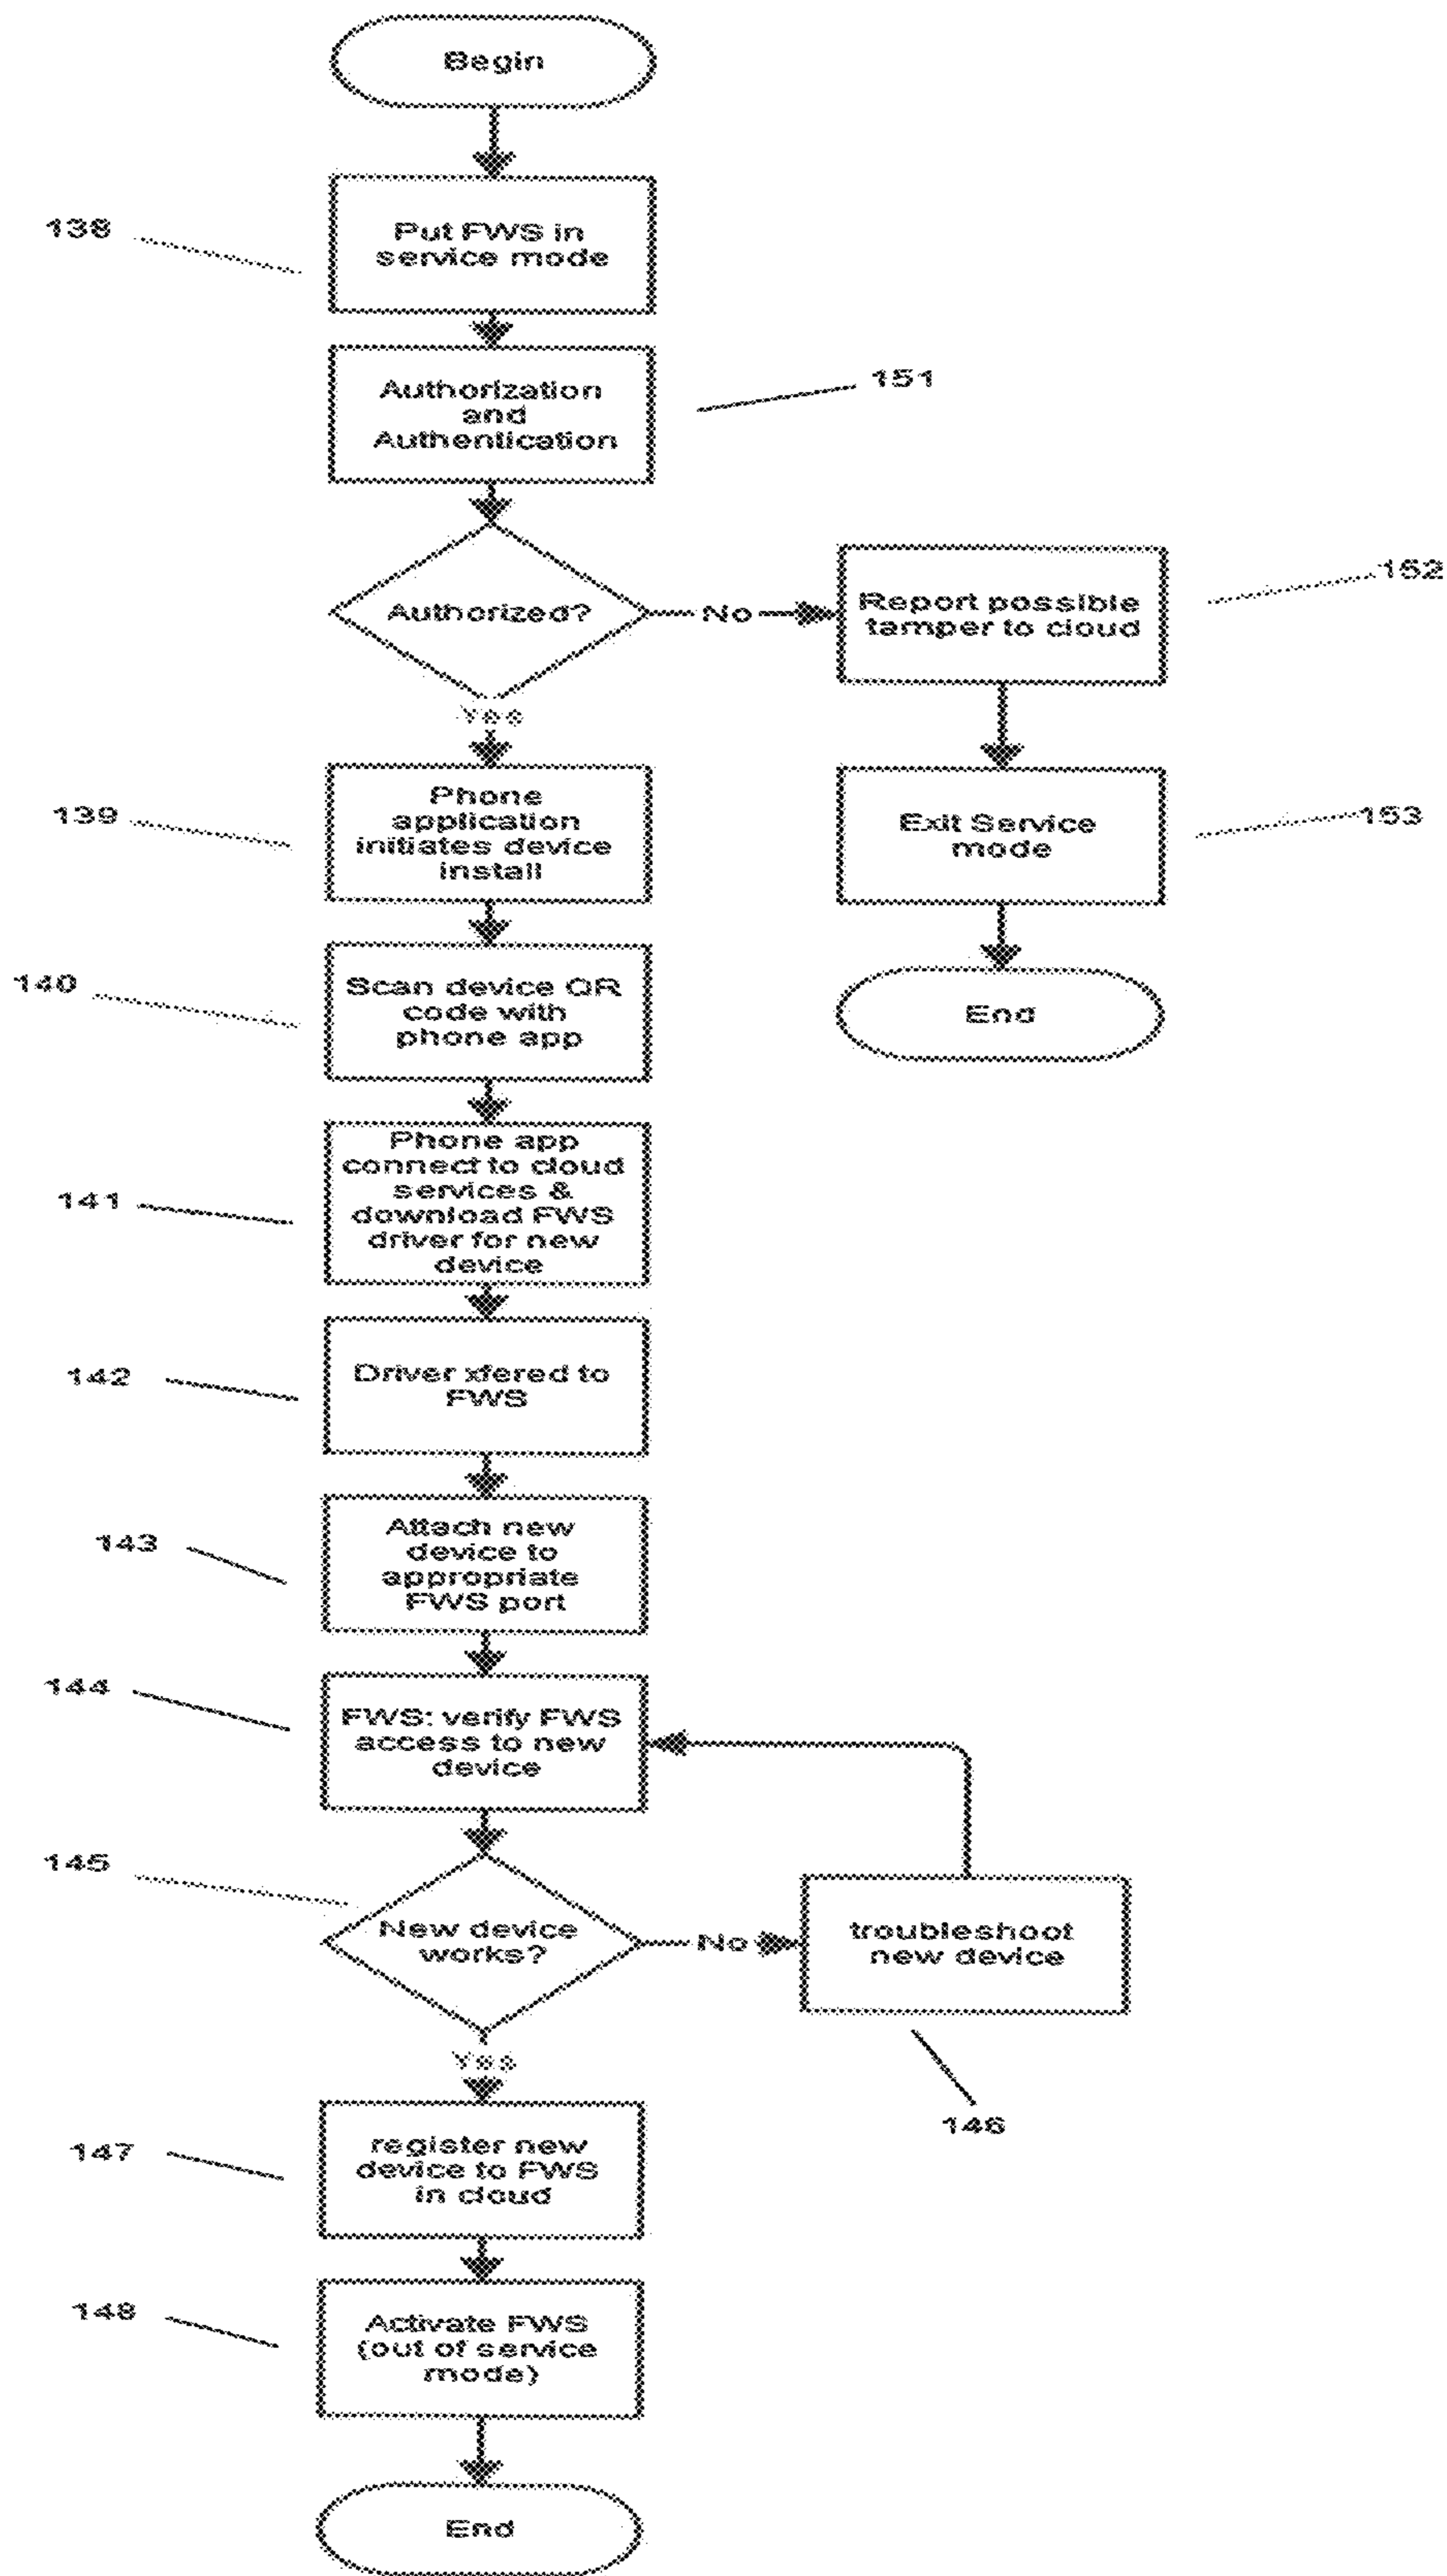 Begin
138
Put FWS in
service mode
151
Authorization
and
Authentication
Authorized?
No
Yes
152
Report possible
tamper to cloud
139
Phone
application
initiates device
install
153
Exit Service
mode
140
Scan device QR
code with
phone app
End
141
Phone app
connect to cloud
services &
download FWS
driver for new
device
142
Driver xfered to
FWS
143
Attach new
device to
appropriate
FWS port
144
FWS: verify FWS
access to new
device
145
New device
works?
No
Yes
troubleshoot
new device
146
147
register new
device to FWS
in cloud
148
Activate FWS
(out of service
mode)
End